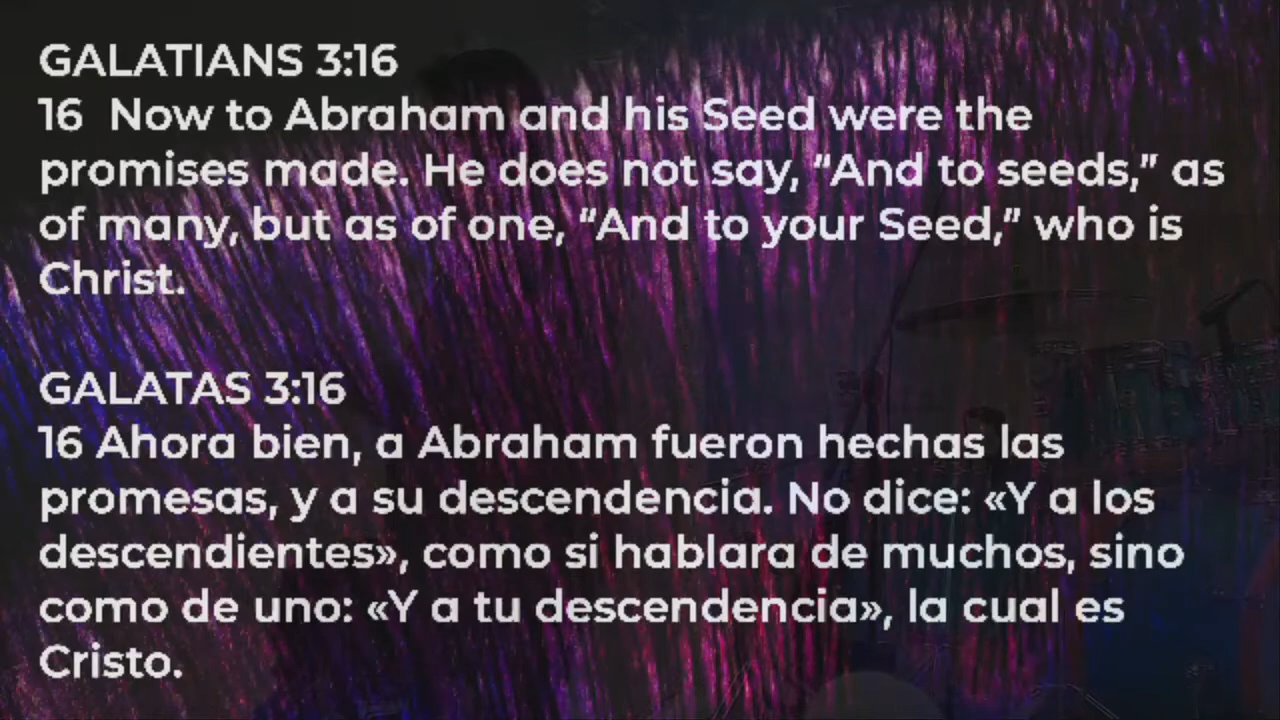 GALATIANS 3:16
16  Now to Abraham and his Seed were the
promises made. He does not say, “And to seeds,” as
of many, but as of one, “And to your Seed,” who is
Christ.
GALATAS 3:16
16 Ahora bien, a Abraham fueron hechas las
promesas, y a su descendencia. No dice: «Y a los
descendientes», como si hablara de muchos, sino
como de uno: «Y a tu descendencia», la cual es
Cristo.